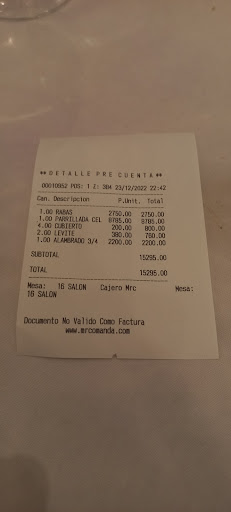 ** DETALLE PRE CUENTA **
00010952 POS: 1 Z: 304 23/12/2022 22:42
Can. Descripcion P.Unit. Total
1.00 RABAS 2750.00 2750.00
1.00 PARRILLADA CEL 8785.00 8785.00
4.00 CUBIERTO 200.00 800.00
2.00 LEVITE 380.00 760.00
1.00 ALAMBRADO 3/4 2200.00 2200.00
SUBTOTAL 15295.00
TOTAL 15295.00
Mesa: 16 SALON Cajero Mrc Mesa:
16 SALON
Documento No Valido Como Factura
www.mrcomanda.com